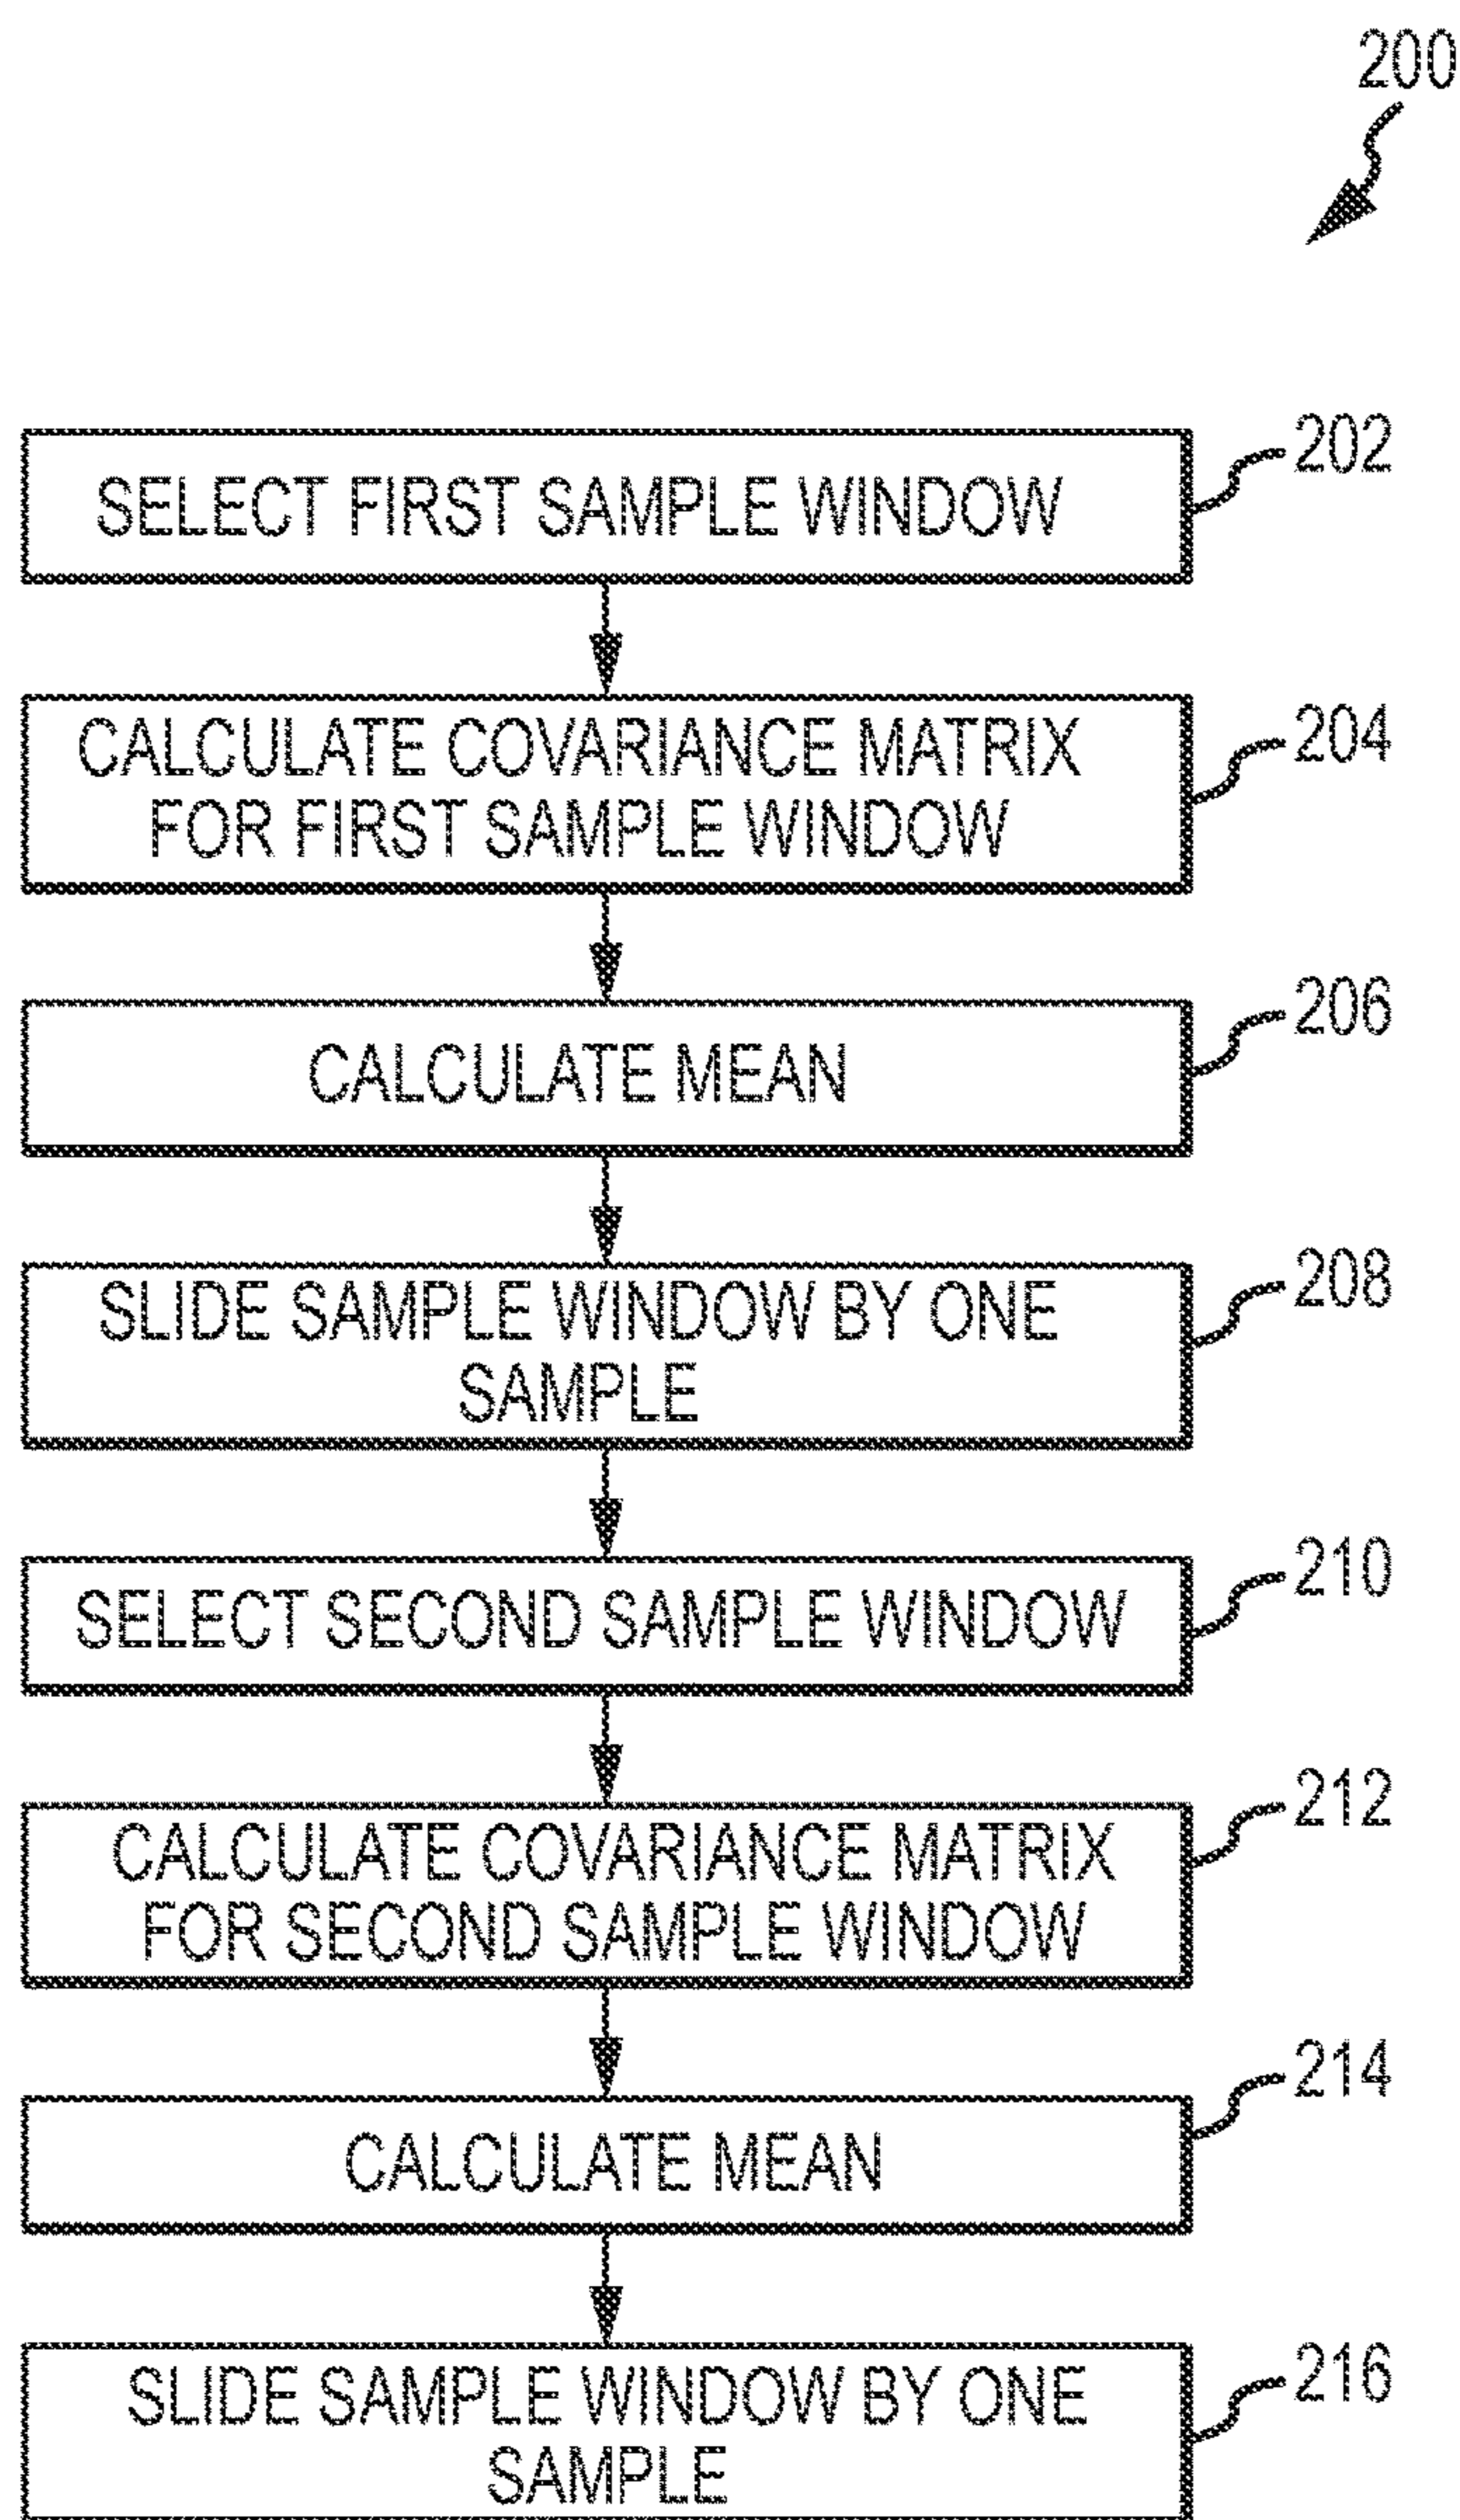 200
SELECT FIRST SAMPLE WINDOW
202
CALCULATE COVARIANCE MATRIX
FOR FIRST SAMPLE WINDOW
204
CALCULATE MEAN
206
SLIDE SAMPLE WINDOW BY ONE
SAMPLE
208
SELECT SECOND SAMPLE WINDOW
210
CALCULATE COVARIANCE MATRIX
FOR SECOND SAMPLE WINDOW
212
CALCULATE MEAN
214
SLIDE SAMPLE WINDOW BY ONE
SAMPLE
216